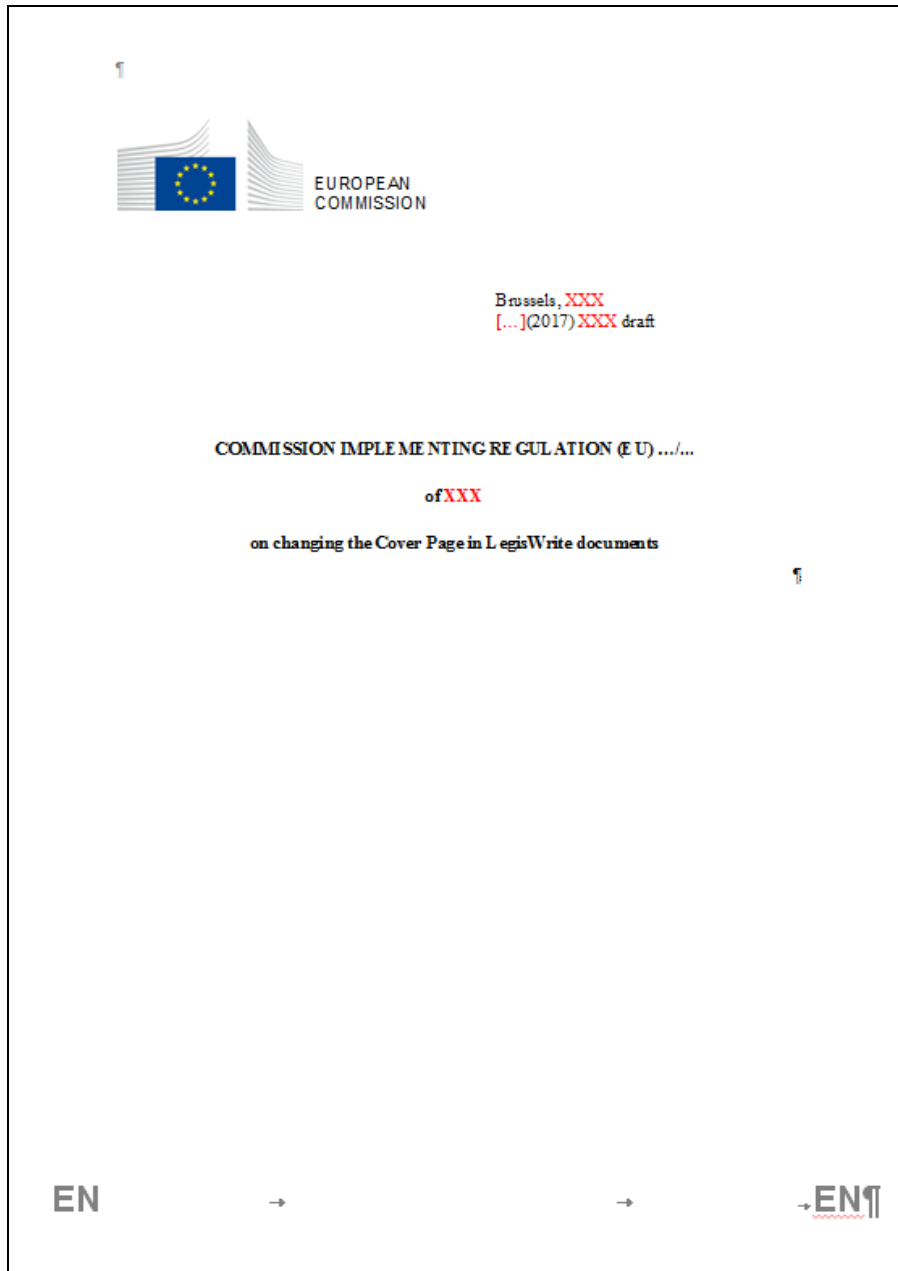 ¶
EUROPEAN
COMMISSION
Brussels, XXX
[…](2017) XXX draft
COMMISSION IMPLEMENTING REGULATION (EU) …/...
of XXX
on changing the Cover Page in LegisWrite documents
¶
EN → → →EN¶